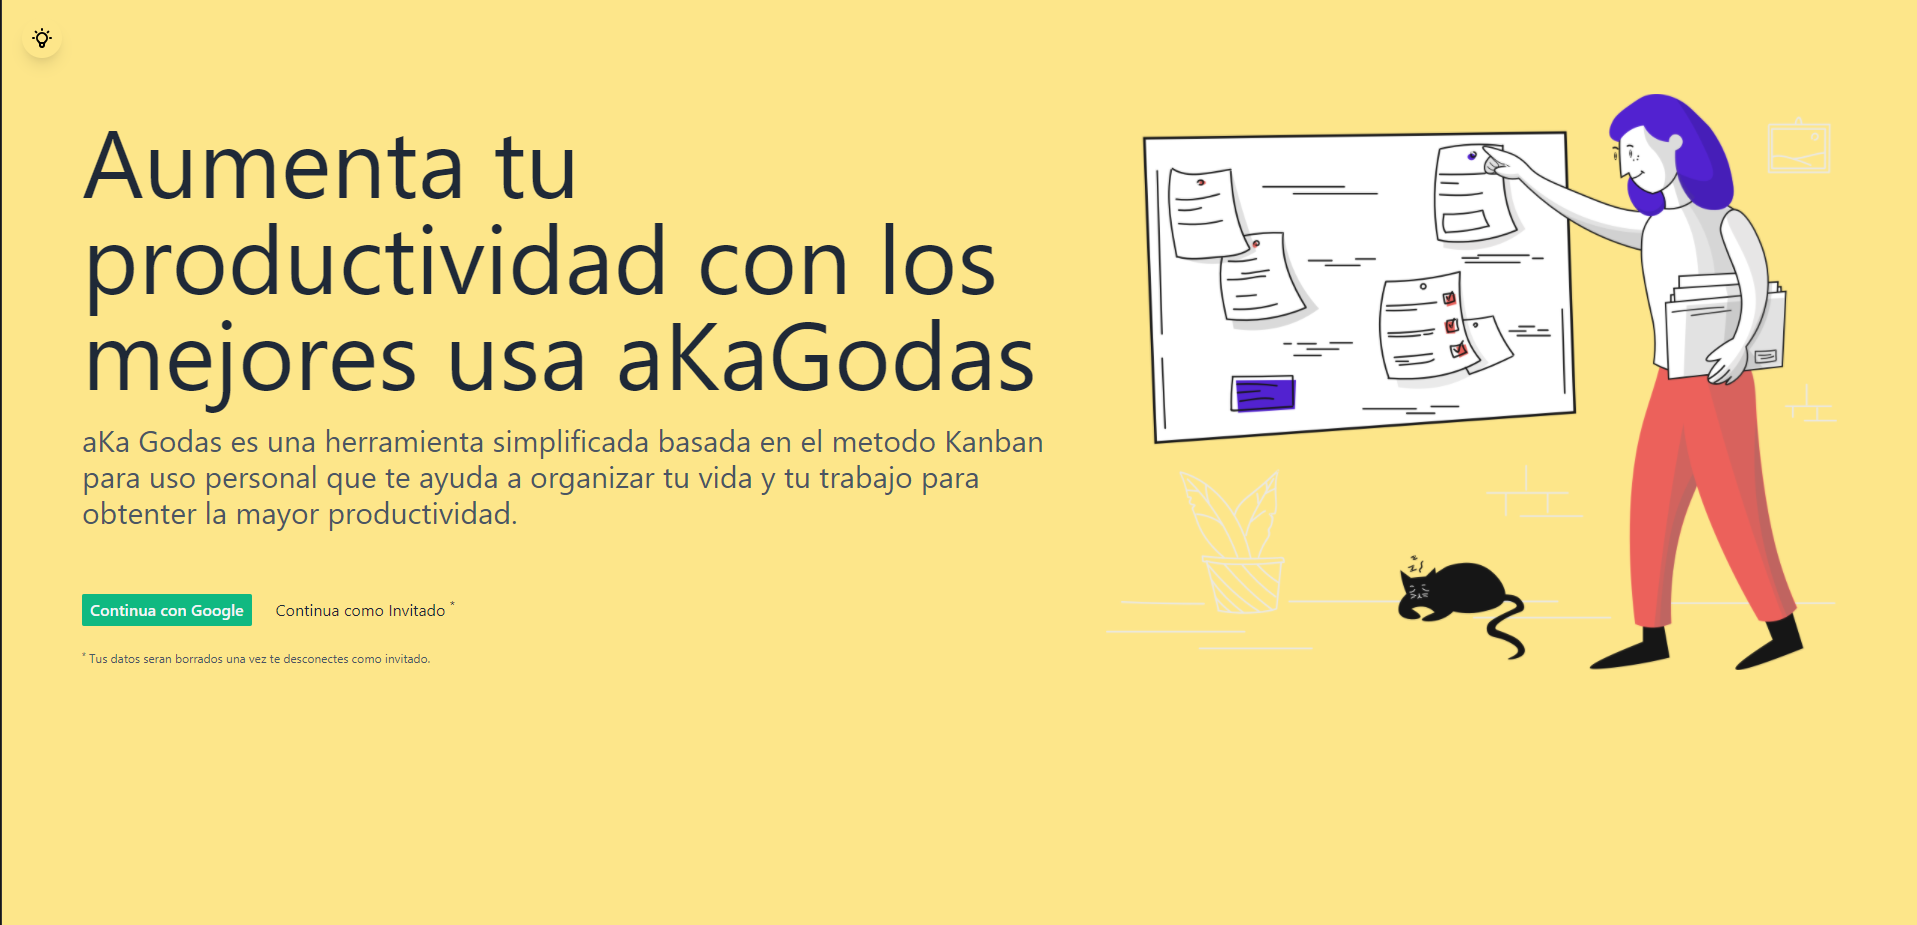 Aumenta tu
productividad con los
mejores usa aKaGodas
aKa Godas es una herramienta simplificada basada en el metodo Kanban
para uso personal que te ayuda a organizar tu vida y tu trabajo para
obtenter la mayor productividad.
Continua con Google
Continua como Invitado *
* Tus datos seran borrados una vez te desconectes como invitado.
z z z